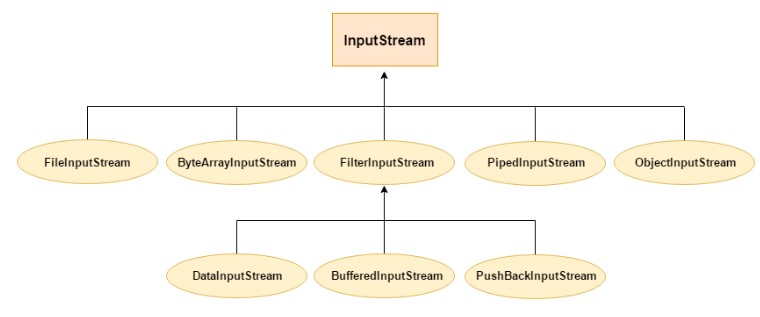 InputStream
FileInputStream
ByteArrayInputStream
FilterInputStream
PipedInputStream
ObjectInputStream
DataInputStream
BufferedInputStream
PushBackInputStream